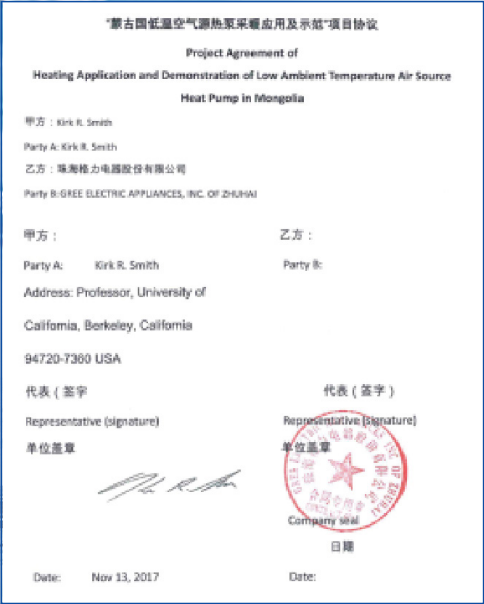 "蒙古国低温空气源热泵采暖应用及示范"项目协议
Project Agreement of
Heating Application and Demonstration of Low Ambient Temperature Air Source
Heat Pump in Mongolia
甲方：Kirk R. Smith
Party A: Kirk R. Smith
乙方：珠海格力电器股份有限公司
Party B: GREE ELECTRIC APPLIANCES, INC. OF ZHUHAI
甲方： 乙方：
Party A: Kirk R. Smith Party B:
Address: Professor, University of
California, Berkeley, California
94720-7360 USA
代表（签字 代表（签字）
Representative (signature) Representative (signature)
单位盖章 单位盖章
Company seal
日期
Date: Nov 13, 2017 Date: